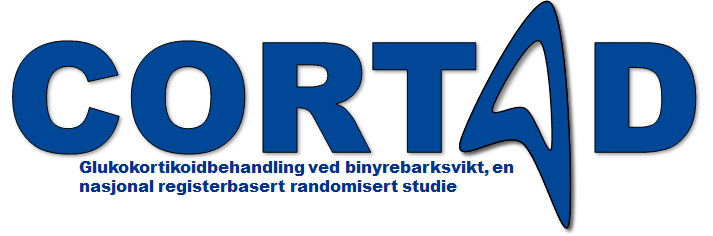 CORTAD
Glukokortikoidbehandling ved binyrebarksvikt, en
nasjonal registerbasert randomisert studie